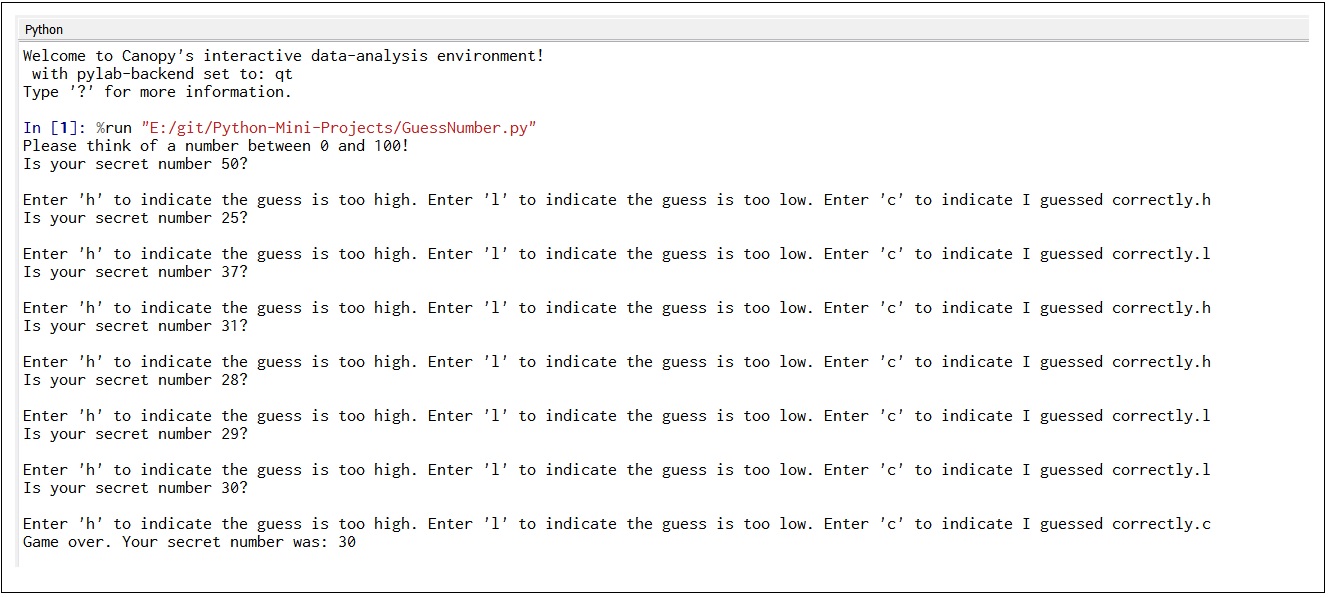 Python
Welcome to Canopy's interactive data-analysis environment!
 with pylab-backend set to: qt
Type '?' for more information.
In [1]: %run "E:/git/Python-Mini-Projects/GuessNumber.py"
Please think of a number between 0 and 100!
Is your secret number 50?
Enter 'h' to indicate the guess is too high. Enter 'l' to indicate the guess is too low. Enter 'c' to indicate I guessed correctly.h
Is your secret number 25?
Enter 'h' to indicate the guess is too high. Enter 'l' to indicate the guess is too low. Enter 'c' to indicate I guessed correctly.l
Is your secret number 37?
Enter 'h' to indicate the guess is too high. Enter 'l' to indicate the guess is too low. Enter 'c' to indicate I guessed correctly.h
Is your secret number 31?
Enter 'h' to indicate the guess is too high. Enter 'l' to indicate the guess is too low. Enter 'c' to indicate I guessed correctly.h
Is your secret number 28?
Enter 'h' to indicate the guess is too high. Enter 'l' to indicate the guess is too low. Enter 'c' to indicate I guessed correctly.l
Is your secret number 29?
Enter 'h' to indicate the guess is too high. Enter 'l' to indicate the guess is too low. Enter 'c' to indicate I guessed correctly.l
Is your secret number 30?
Enter 'h' to indicate the guess is too high. Enter 'l' to indicate the guess is too low. Enter 'c' to indicate I guessed correctly.c
Game over. Your secret number was: 30